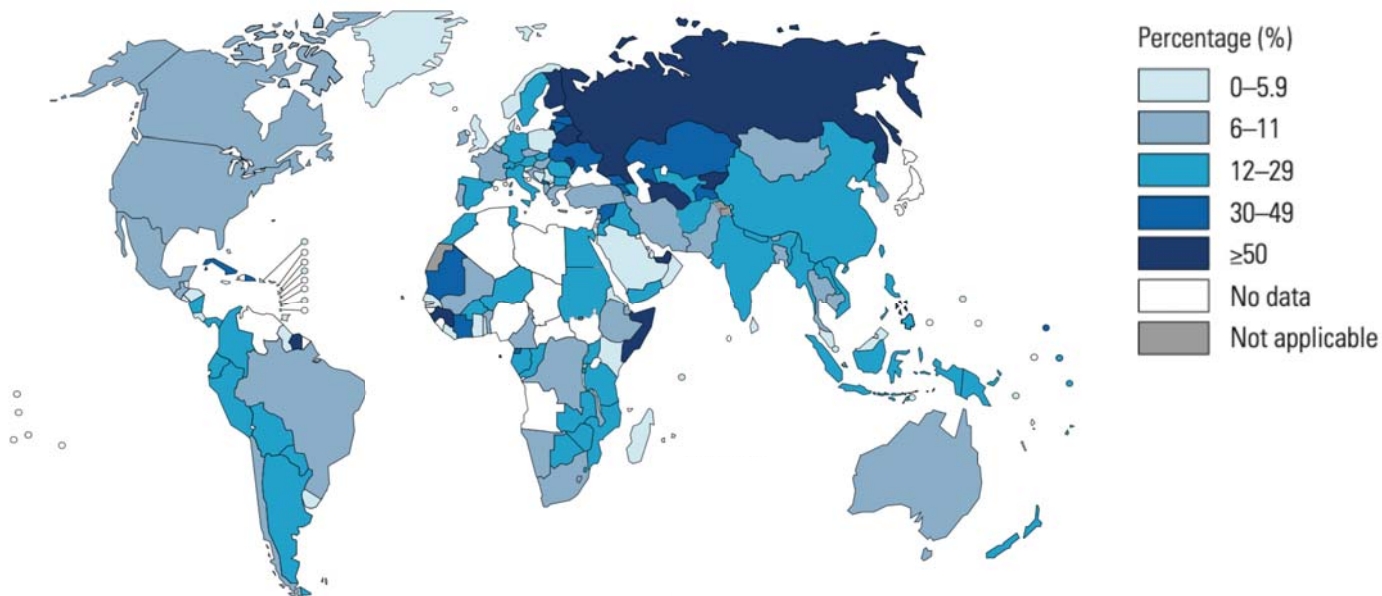 Percentage (%)
0–5.9
6–11
12–29
30–49
≥50
No data
Not applicable